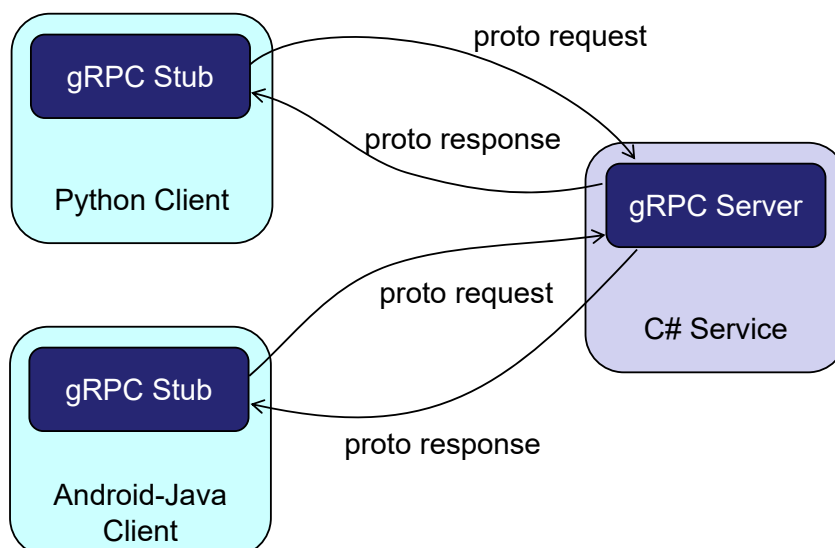 proto request
gRPC Stub
proto response
Python Client
gRPC Server
proto request
C# Service
gRPC Stub
proto response
Android-Java
Client